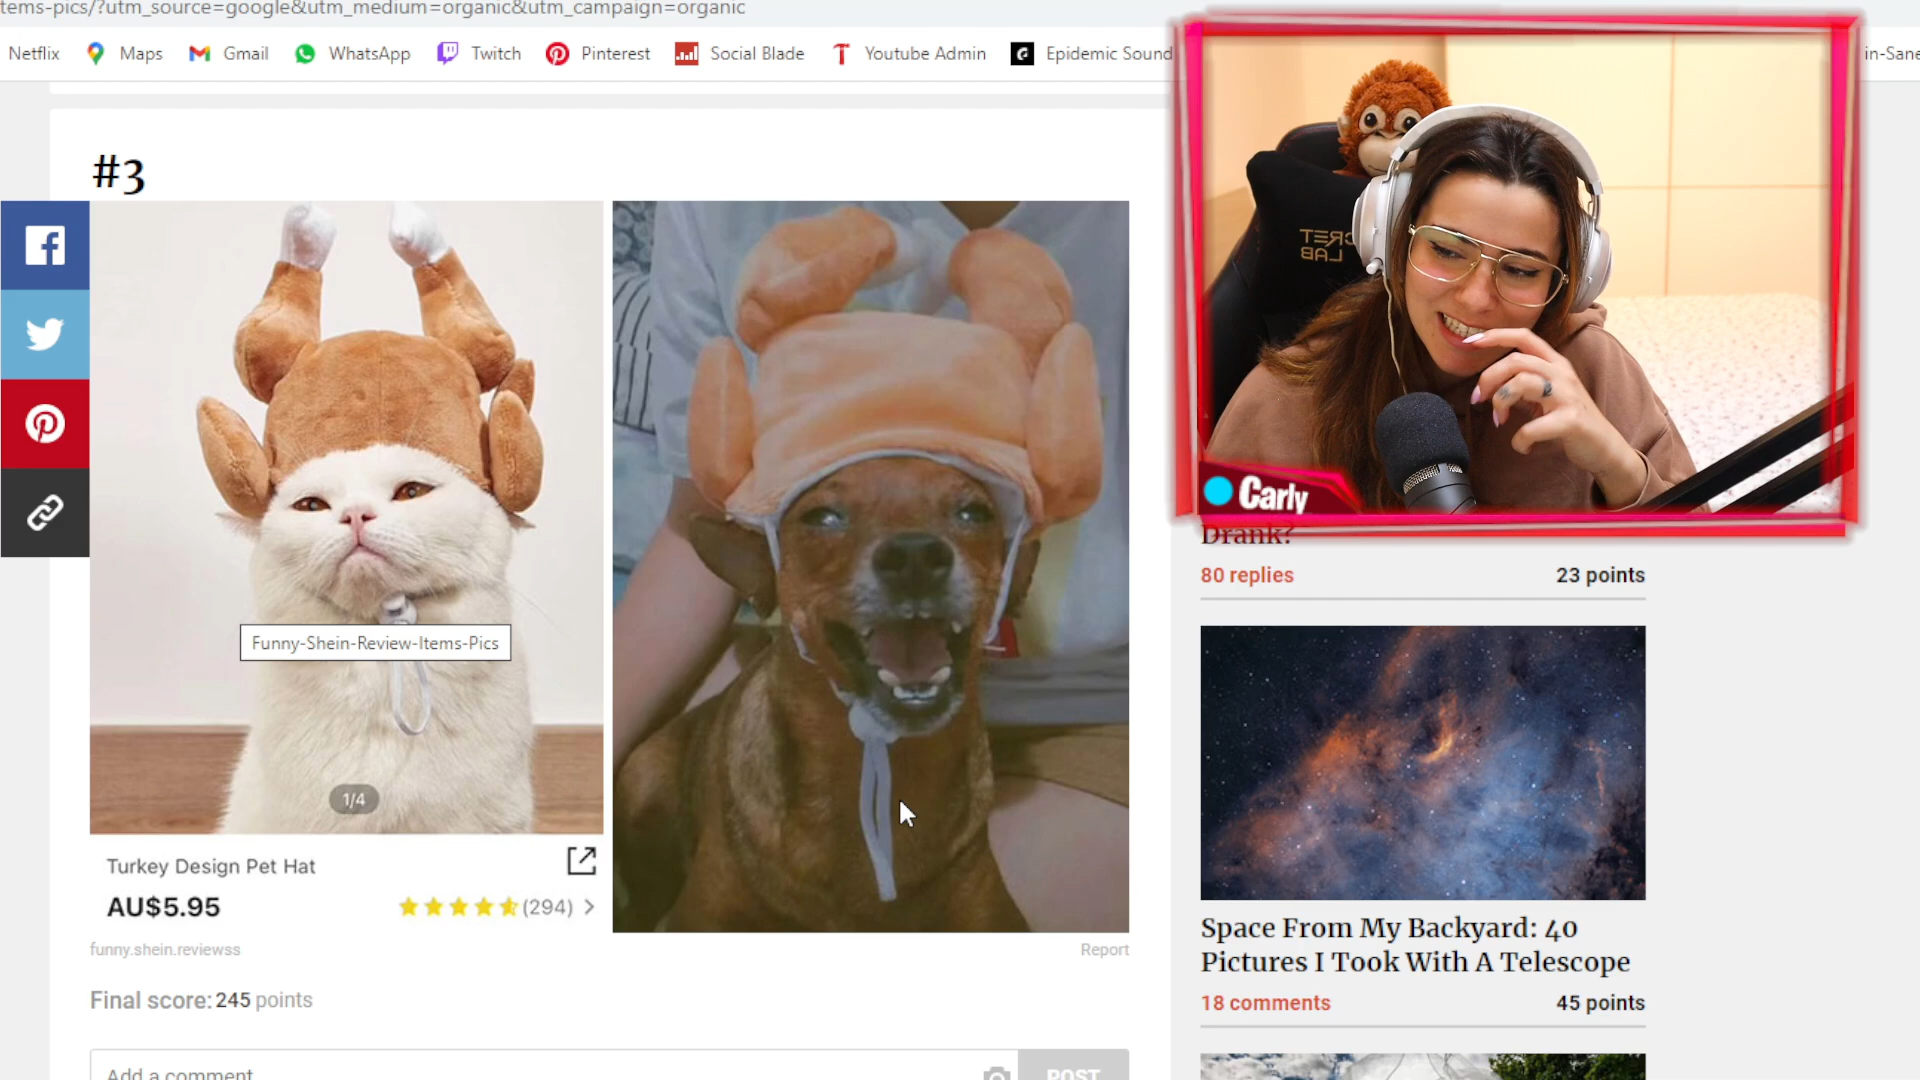 tems-pics/?utm_source=google&utm_medium=organic&utm_campaign=organic
Netflix Maps Gmail WhatsApp Twitch Pinterest Social Blade Youtube Admin Epidemic Sound in-Sane
#3
SECRET
LAB
Carly
Funny-Shein-Review-Items-Pics
1/4
Turkey Design Pet Hat
AU$5.95
(294)
funny.shein.reviewss
Report
Final score: 245 points
Add a comment
POST
Drank?
80 replies
23 points
Space From My Backyard: 40
Pictures I Took With A Telescope
18 comments
45 points